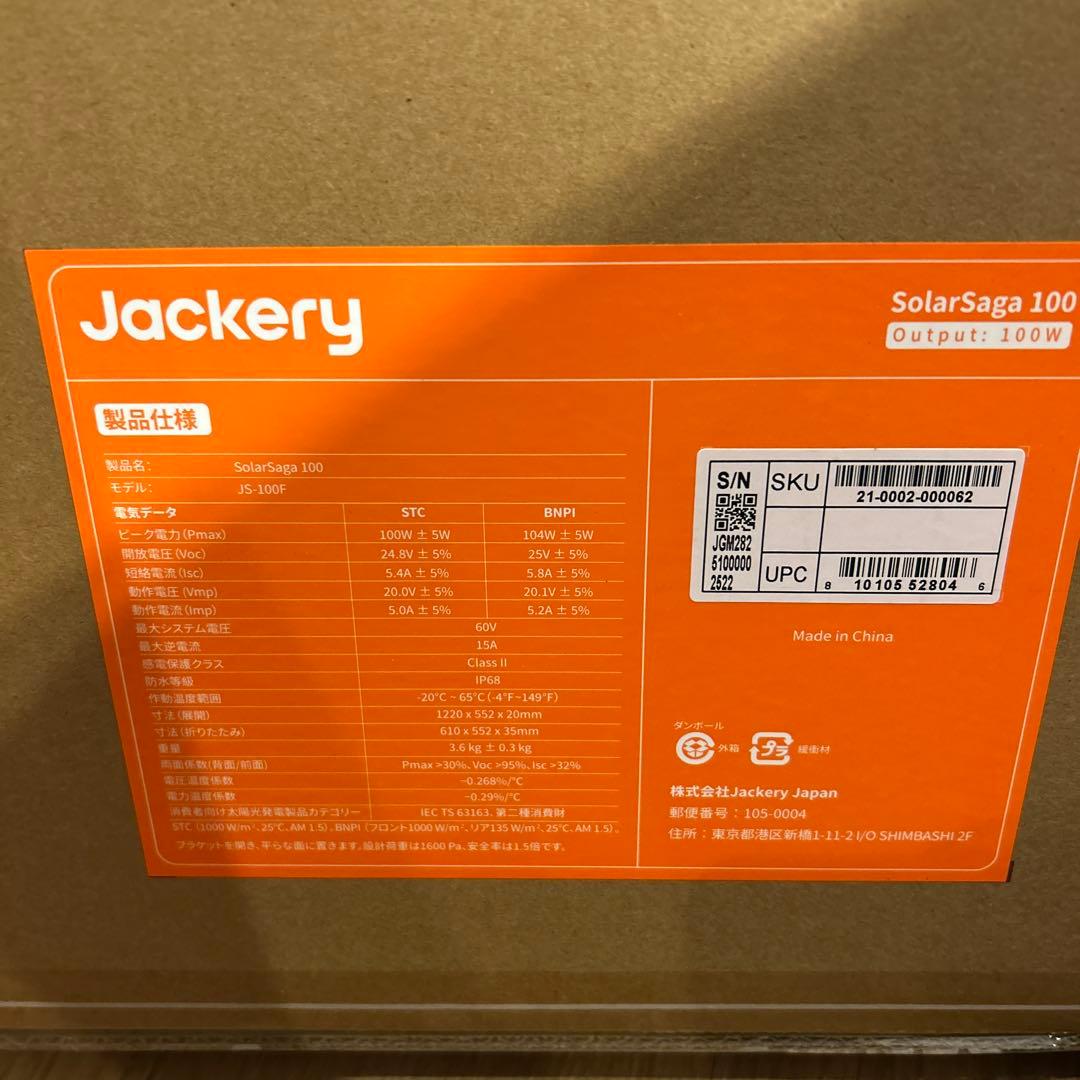 Jackery
SolarSaga 100
Output: 100W
製品仕様
製品名: SolarSaga 100
モデル: JS-100F
電気データ STC BNPI
ピーク電力(Pmax) 100W ± 5W 104W ± 5W
開放電圧(Voc) 24.8V ± 5% 25V ± 5%
短絡電流(Isc) 5.4A ± 5% 5.8A ± 5%
動作電圧(Vmp) 20.0V ± 5% 20.1V ± 5%
動作電流(Imp) 5.0A ± 5% 5.2A ± 5%
最大システム電圧 60V
最大逆電流 15A
感電保護クラス Class II
防水等級 IP68
作動温度範囲 -20°C ~ 65°C (-4°F~149°F)
寸法(展開) 1220 x 552 x 20mm
寸法(折りたたみ) 610 x 552 x 35mm
重量 3.6 kg ± 0.3 kg
両面係数(背面/前面) Pmax >30%、Voc >95%、Isc >32%
電圧温度係数 -0.268%/°C
電力温度係数 -0.29%/°C
消費者向け太陽光発電製品カテゴリー IEC TS 63163、第二種消費財
STC (1000 W/m²、25°C、AM 1.5)。BNPI (フロント1000 W/m²、リア135 W/m²、25°C、AM 1.5)。
ブラケットを開き、平らな面に置きます。設計荷重は1600 Pa、安全率は1.5倍です。
S/N
JGM282
5100000
2522
SKU
21-0002-000062
UPC
8 10105 52804 6
Made in China
ダンボール
外箱
プラ
緩衝材
株式会社Jackery Japan
郵便番号：105-0004
住所：東京都港区新橋1-11-2 I/O SHIMBASHI 2F